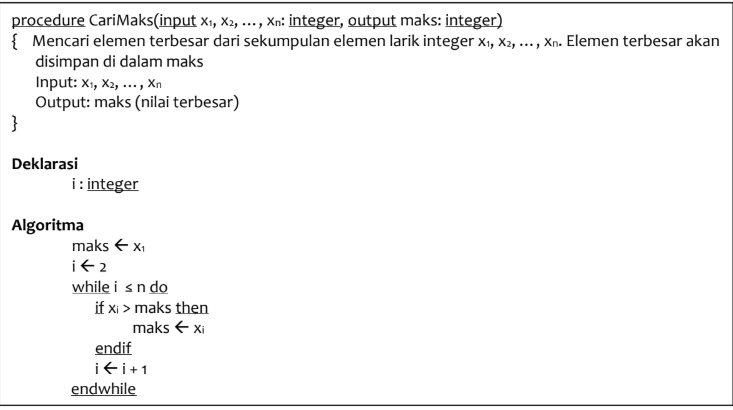 procedure CariMaks(input x₁, x₂, …, xₙ: integer, output maks: integer)
{ Mencari elemen terbesar dari sekumpulan elemen larik integer x₁, x₂, …, xₙ. Elemen terbesar akan
disimpan di dalam maks
Input: x₁, x₂, …, xₙ
Output: maks (nilai terbesar)
}
Deklarasi
i : integer
Algoritma
maks ← x₁
i ← 2
while i ≤ n do
if xᵢ > maks then
maks ← xᵢ
endif
i ← i + 1
endwhile